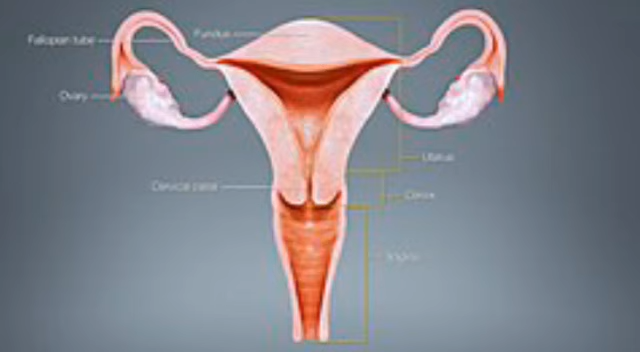 Fallopian tube
Fundus
Ovary
Uterus
Cervical canal
Cervix
Vagina